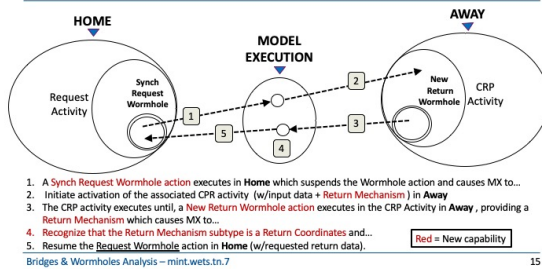 HOME
AWAY
MODEL
EXECUTION
Synch
Request
Wormhole
Request
Activity
New
Return
Wormhole
CRP
Activity
1
2
3
4
5
1. A Synch Request Wormhole action executes in Home which suspends the Wormhole action and causes MX to...
2. Initiate activation of the associated CPR activity (w/input data + Return Mechanism ) in Away
3. The CRP activity executes until, a New Return Wormhole action executes in the CRP Activity in Away , providing a
Return Mechanism which causes MX to...
4. Recognize that the Return Mechanism subtype is a Return Coordinates and...
5. Resume the Request Wormhole action in Home (w/requested return data).
Red = New capability
Bridges & Wormholes Analysis – mint.wets.tn.7
15